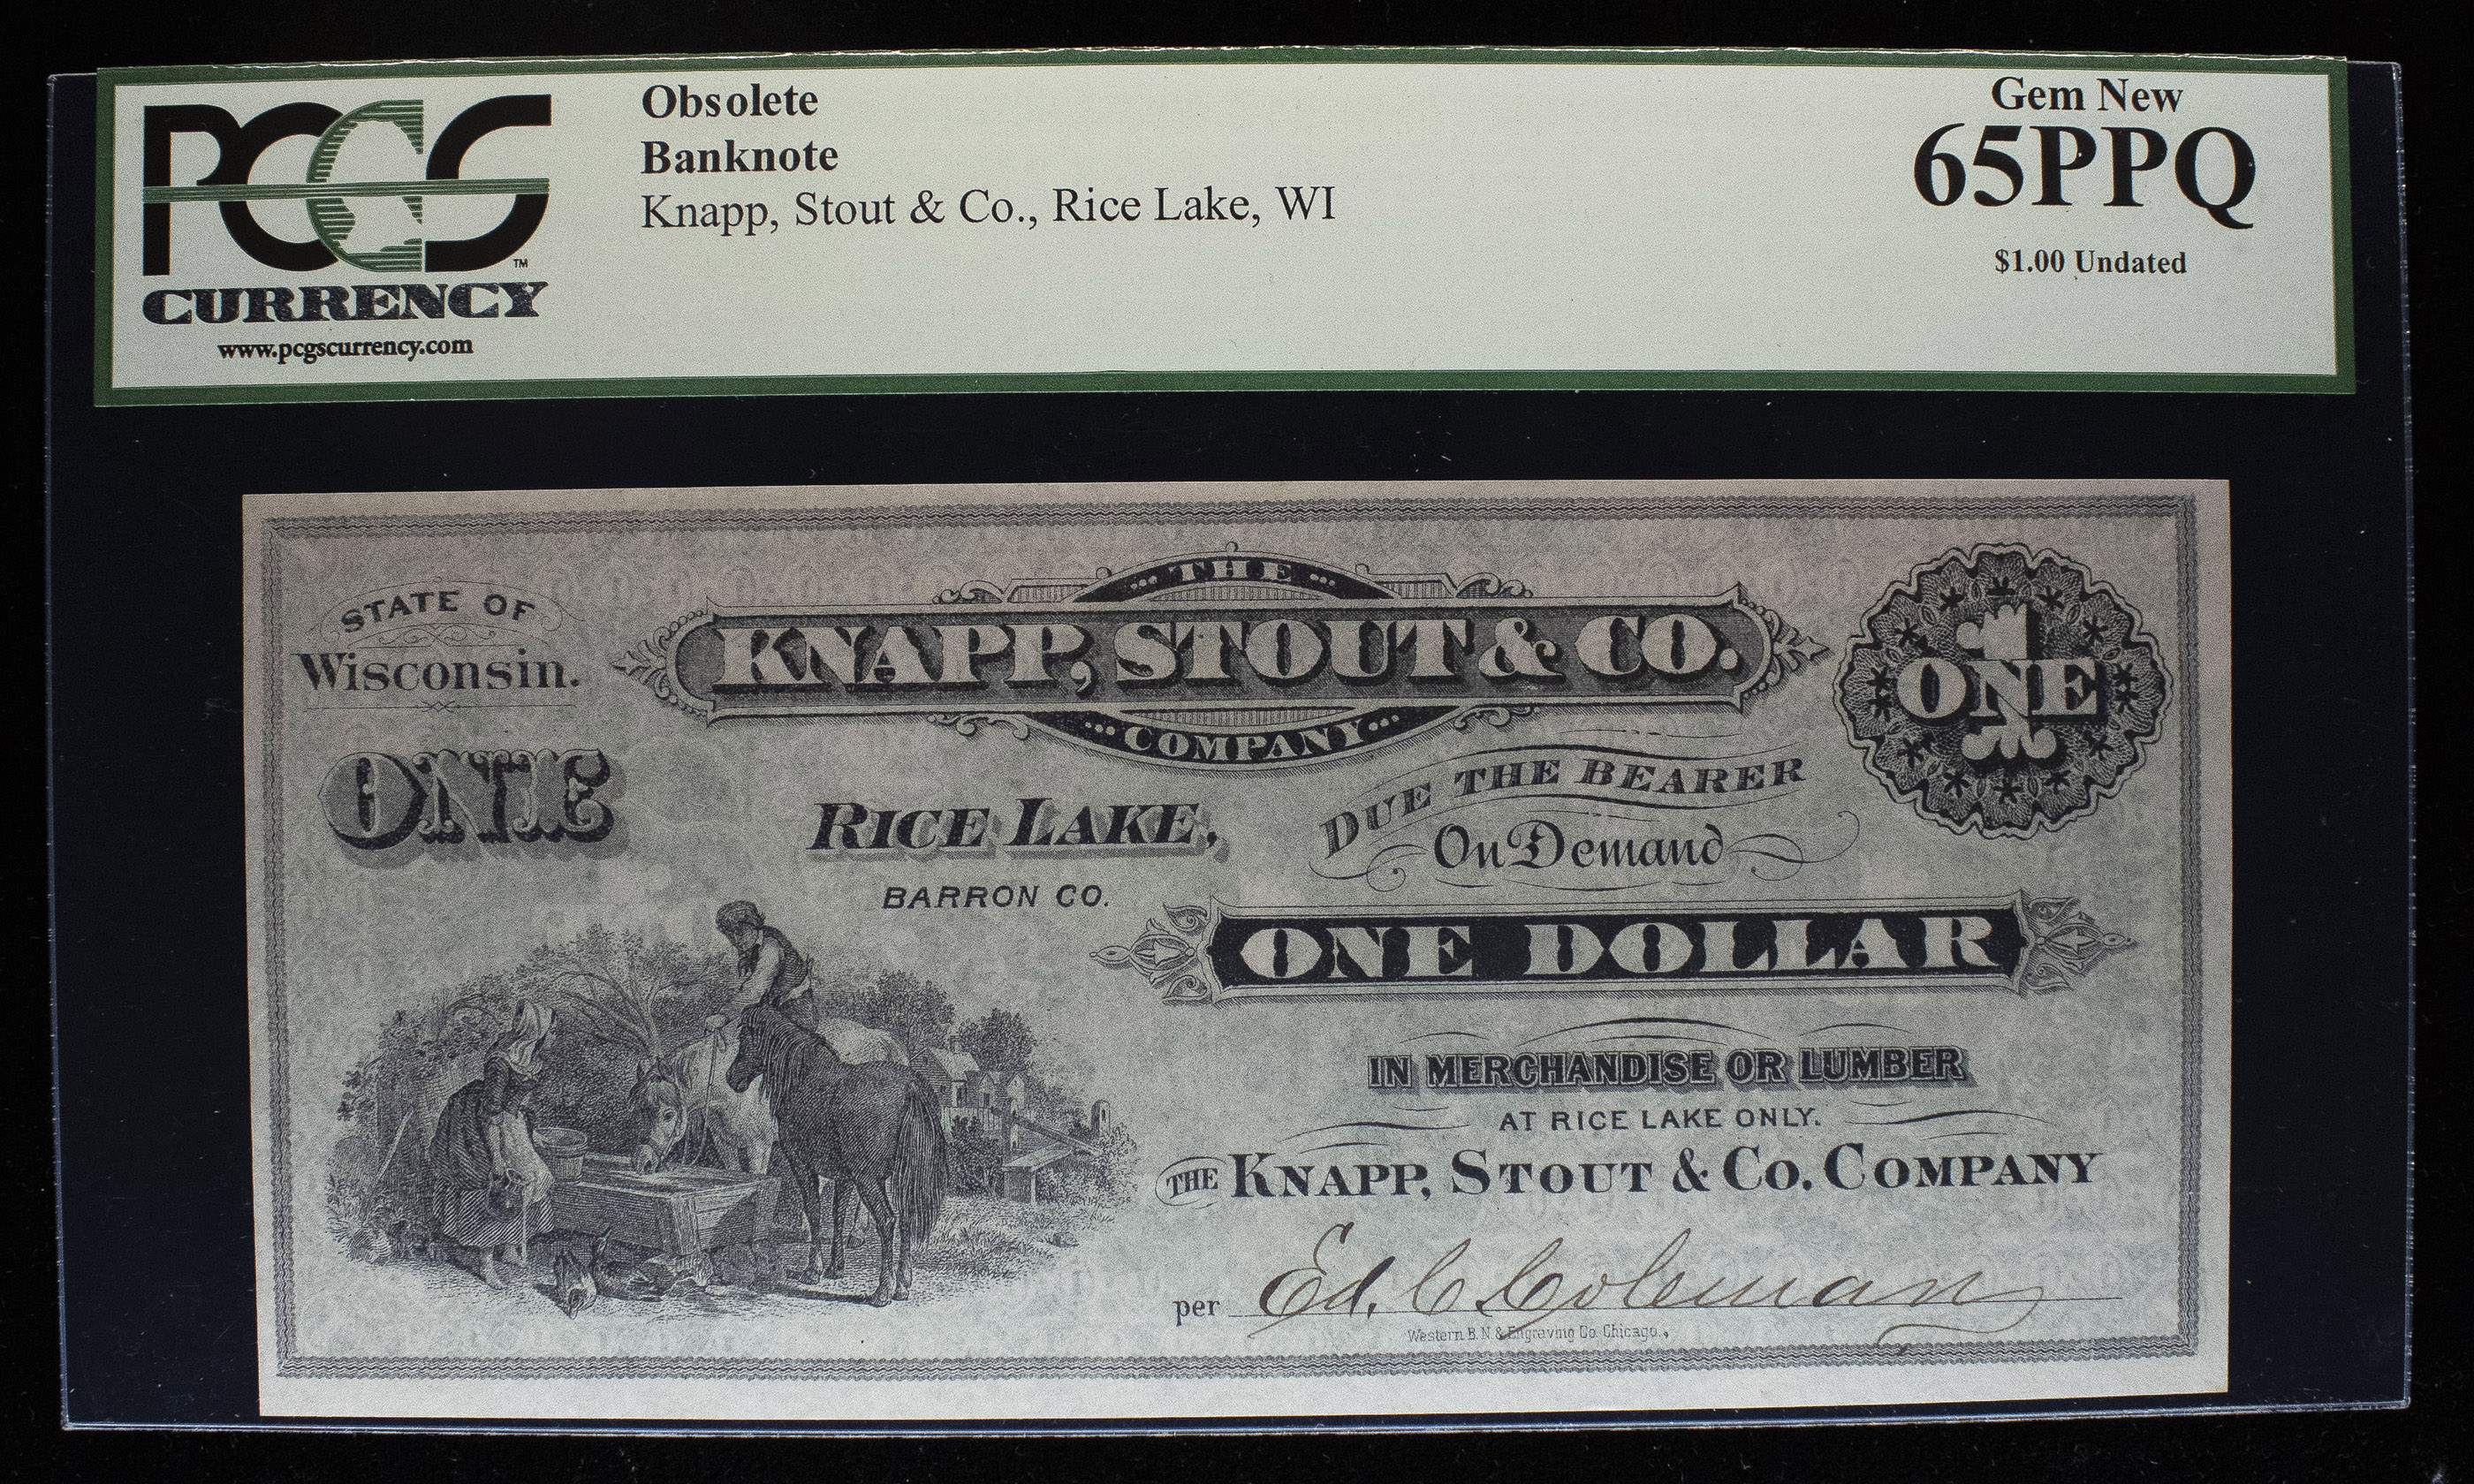 PCGS
TM
CURRENCY
www.pcgscurrency.com
Obsolete
Banknote
Knapp, Stout & Co., Rice Lake, WI
Gem New
65PPQ
$1.00 Undated
STATE OF
Wisconsin.
THE
KNAPP, STOUT & CO.
COMPANY
1
ONE
ONE
RICE LAKE,
BARRON CO.
DUE THE BEARER
On Demand
ONE DOLLAR
IN MERCHANDISE OR LUMBER
AT RICE LAKE ONLY.
THE KNAPP, STOUT & CO. COMPANY
per Ed. C Coleman
Western B. N. & Engraving Co. Chicago.